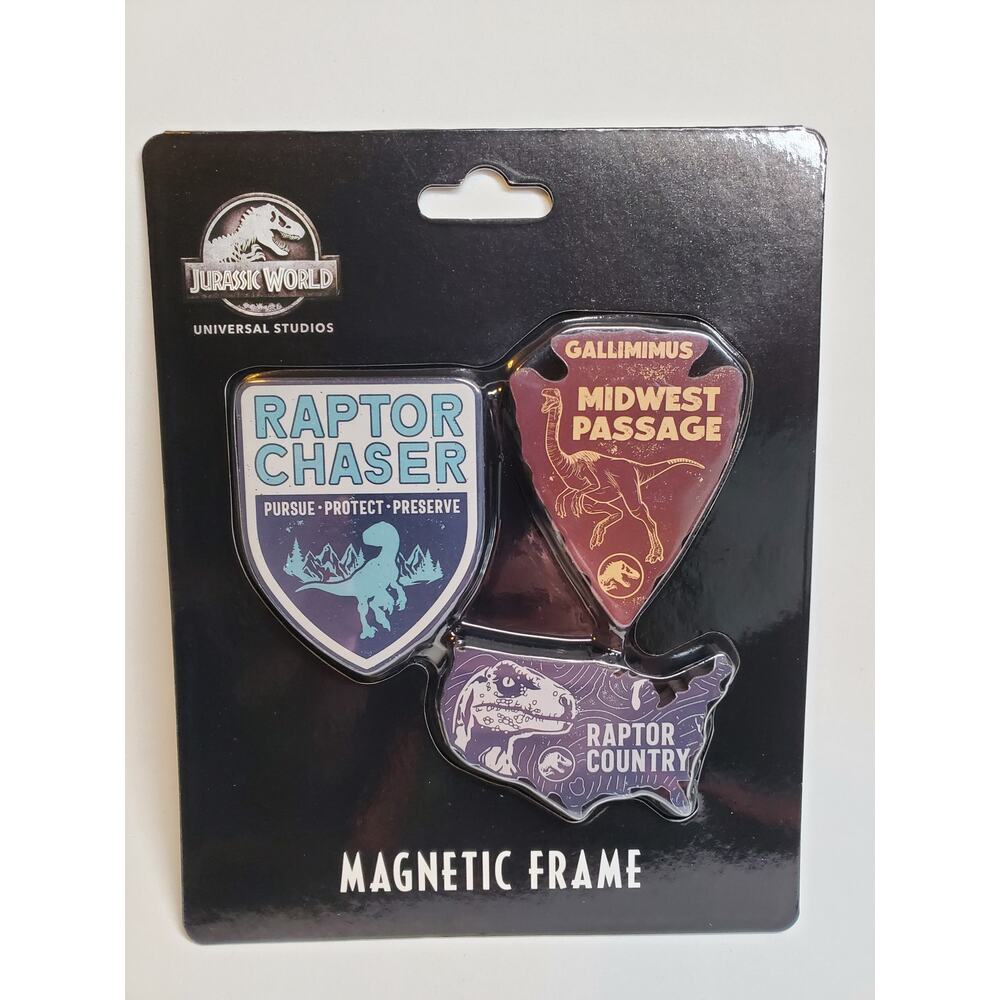 JURASSIC WORLD
UNIVERSAL STUDIOS
RAPTOR
CHASER
PURSUE · PROTECT · PRESERVE
GALLIMIMUS
MIDWEST
PASSAGE
RAPTOR
COUNTRY
MAGNETIC FRAME